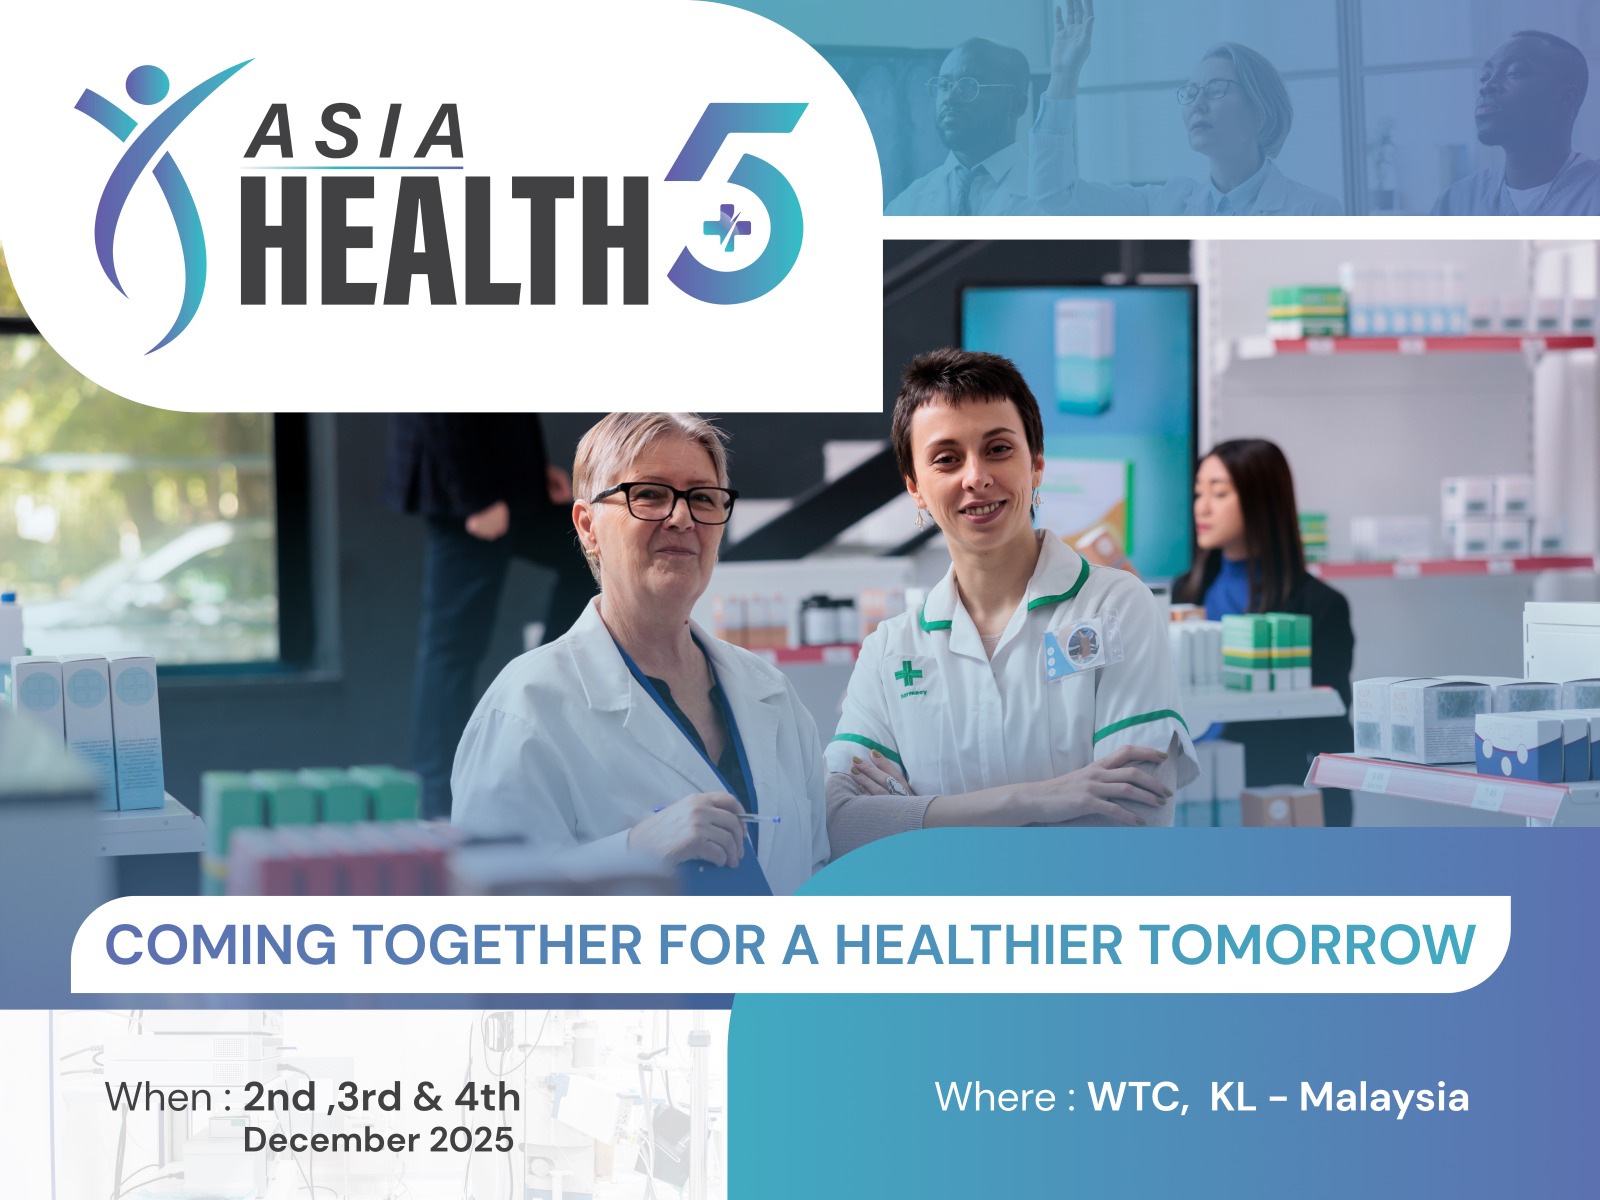 ASIA
HEALTH 5
COMING TOGETHER FOR A HEALTHIER TOMORROW
When : 2nd ,3rd & 4th
December 2025
Where : WTC, KL – Malaysia